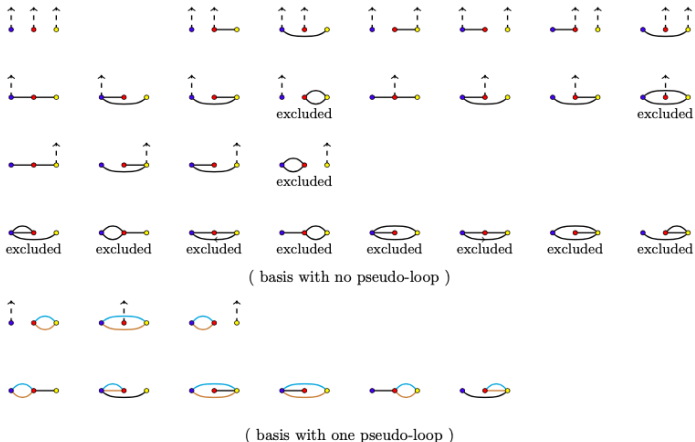 excluded excluded
excluded
excluded excluded excluded excluded excluded excluded excluded excluded
( basis with no pseudo-loop )
( basis with one pseudo-loop )